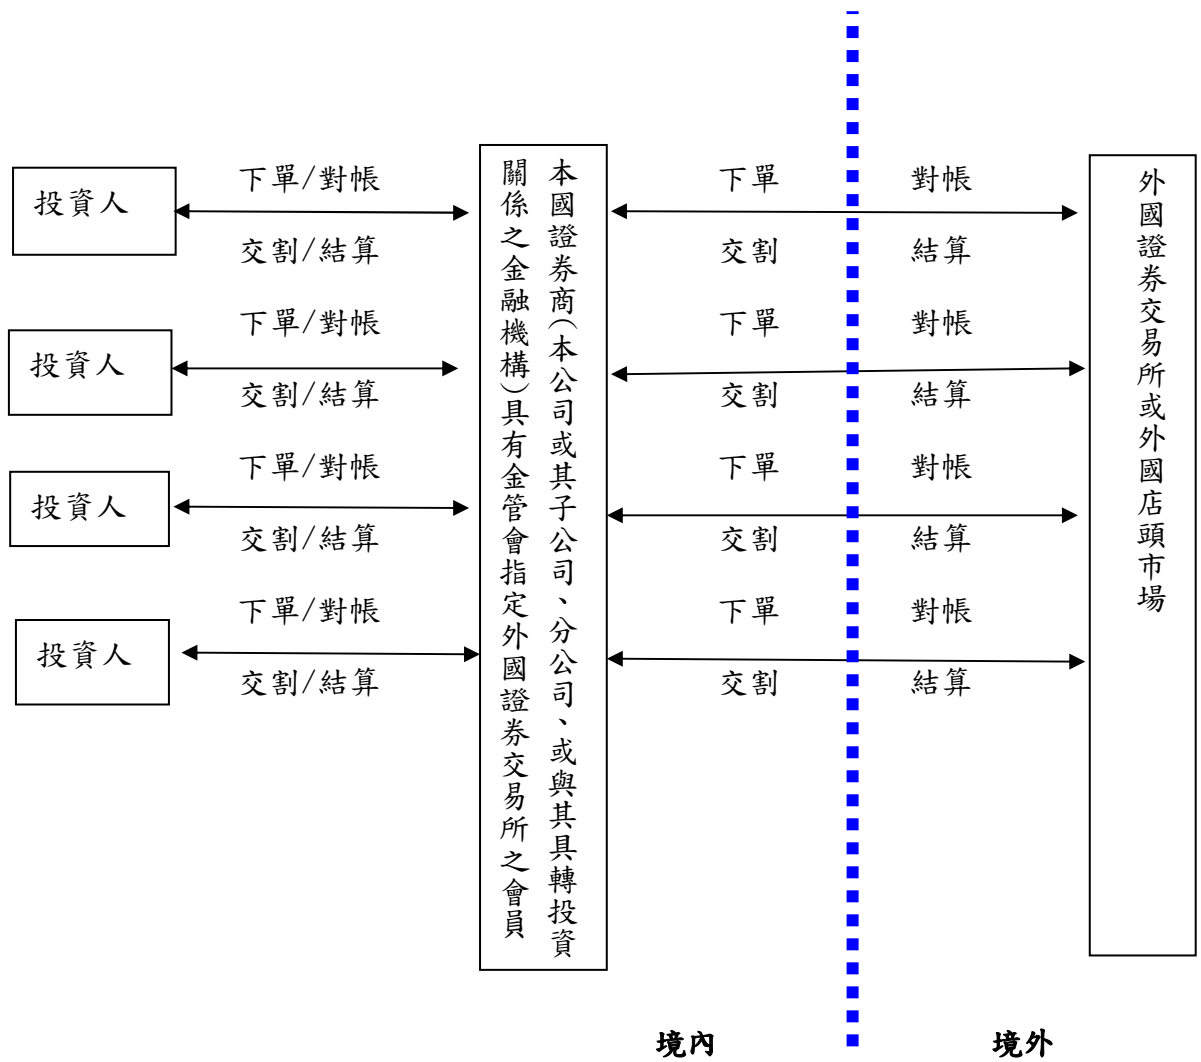 下單/對帳
下單
對帳
投資人
交割/結算
交割
結算
下單/對帳
下單
對帳
投資人
交割/結算
交割
結算
下單/對帳
下單
對帳
投資人
交割/結算
交割
結算
下單/對帳
下單
對帳
投資人
交割/結算
交割
結算
本國證券商(本公司或其子公司、分公司、或與其具轉投資
關係之金融機構)具有金管會指定外國證券交易所之會員
外國證券交易所或外國店頭市場
境內
境外